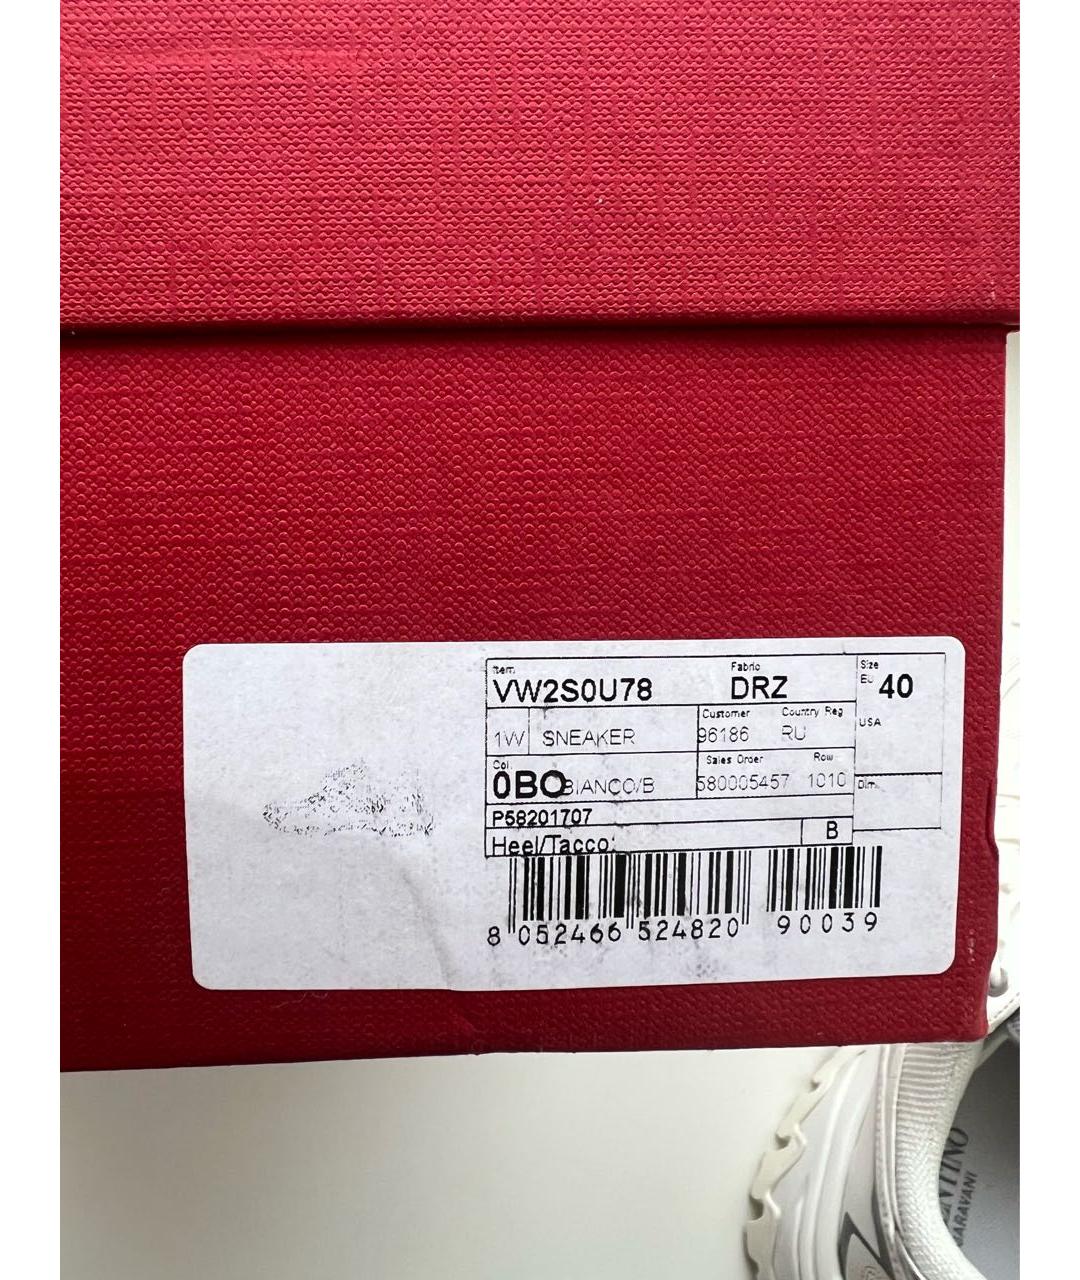 Item Fabric Size
VW2S0U78 DRZ EU 40
Customer Country Reg USA
1W SNEAKER 96186 RU
Col. Sales Order Row
0BO BIANCO/B 580005457 1010 Dim.
P58201707
Heel/Tacco: B
8 052466 524820 90039
CARAVANI